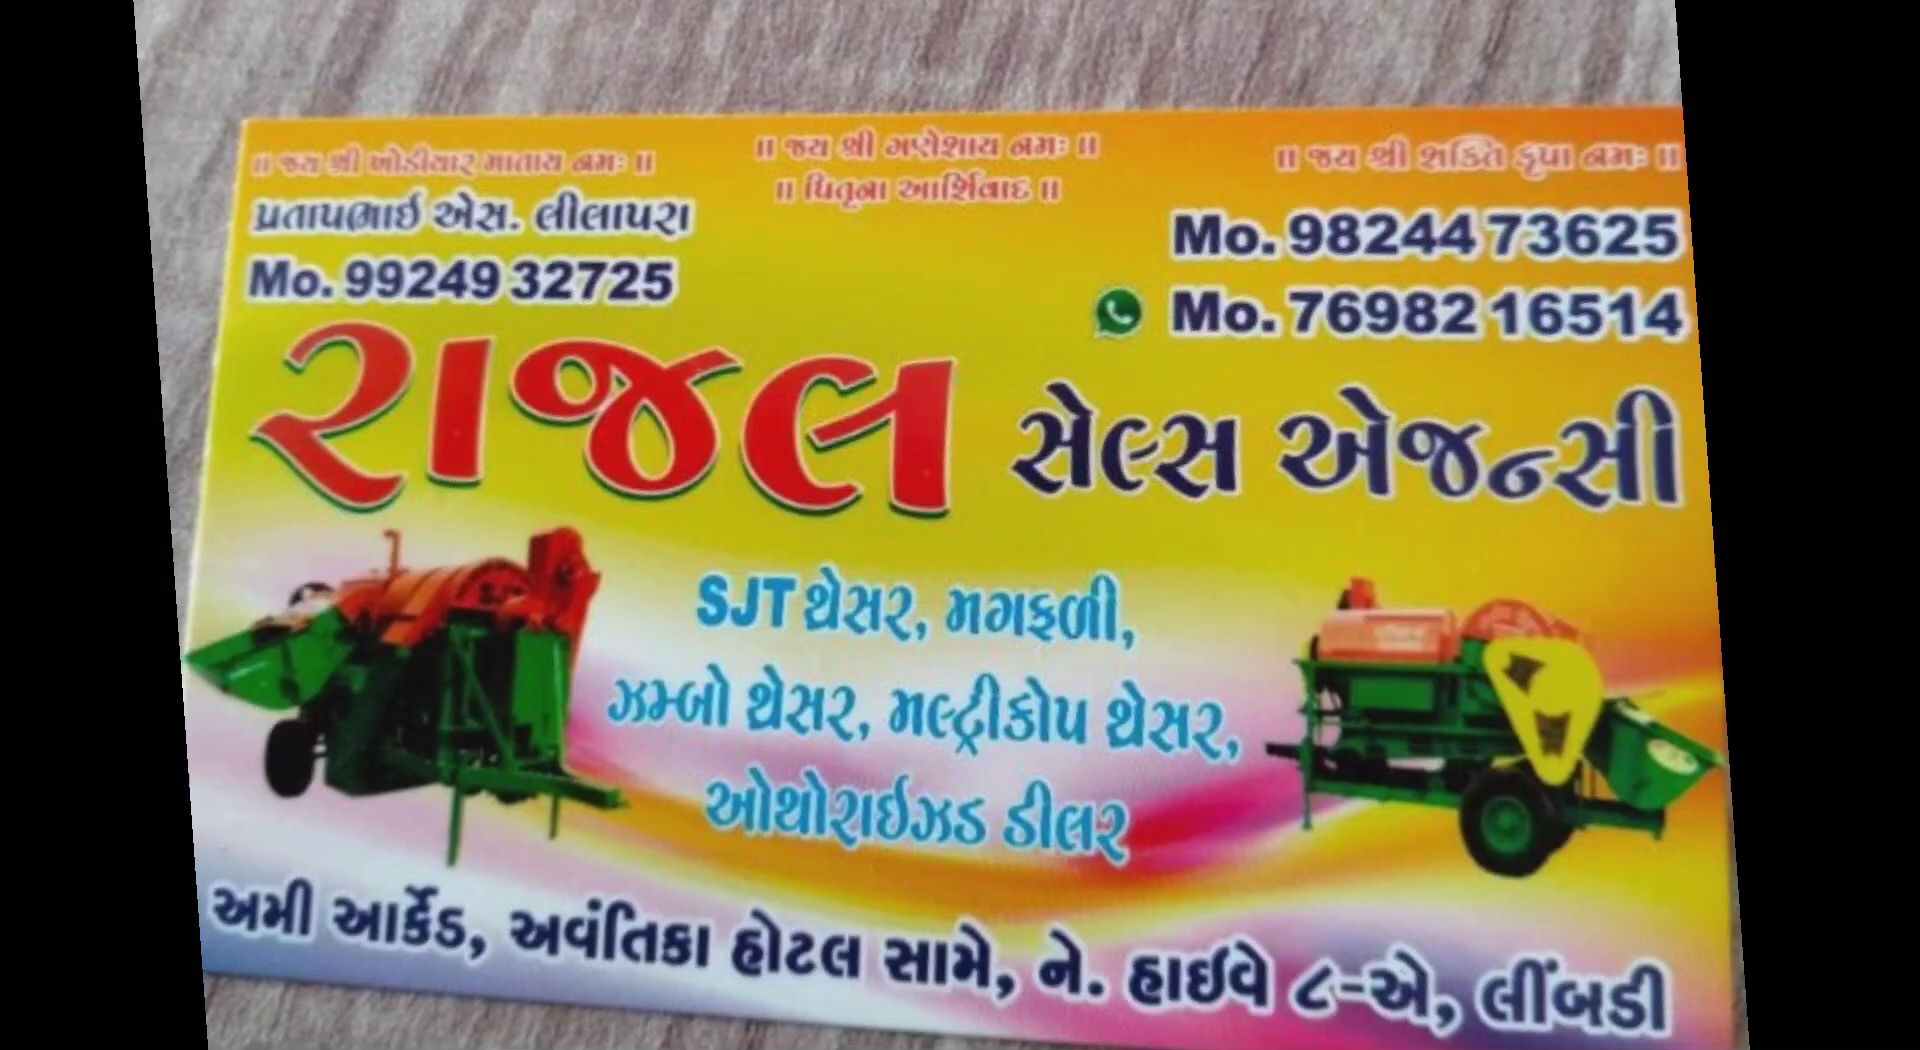 ॥ જય શ્રી ખોડીયાર માતાય નમઃ ॥
॥ જય શ્રી ગણેશાય નમઃ ॥
॥ પિતૃના આર્શિવાદ ॥
॥ જય શ્રી શક્તિ કૃપા નમઃ ॥
પ્રતાપભાઈ એસ. લીલાપરા
Mo. 99249 32725
Mo. 98244 73625
Mo. 76982 16514
રાજલ સેલ્સ એજન્સી
SJT થ્રેસર, મગફળી,
ઝમ્બો થ્રેસર, મલ્ટ્રીકોપ થ્રેસર,
ઓથોરાઈઝડ ડીલર
અમી આર્કેડ, અવંતિકા હોટલ સામે, ને. હાઈવે ૮-એ, લીંબડી